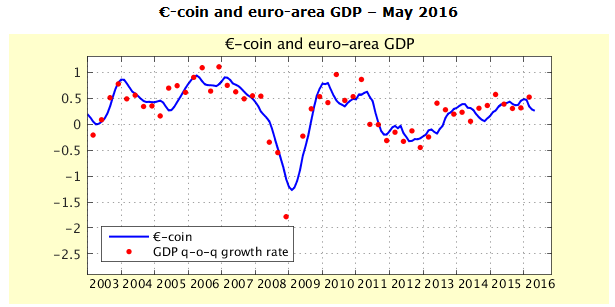 €-coin and euro-area GDP – May 2016
€-coin and euro-area GDP
1
0.5
0
-0.5
-1
-1.5
-2
-2.5
€-coin
GDP q-o-q growth rate
2003 2004 2005 2006 2007 2008 2009 2010 2011 2012 2013 2014 2015 2016